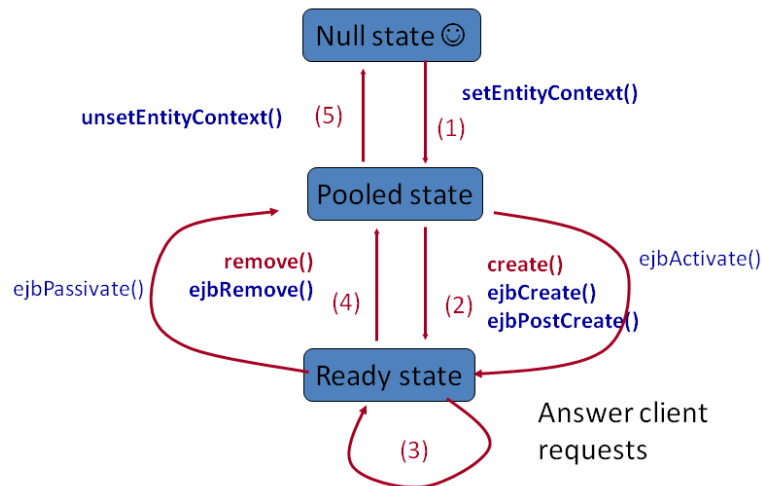 Null state ☺
setEntityContext()
unsetEntityContext()
(5)
(1)
Pooled state
remove()
ejbRemove()
(4)
(2)
create()
ejbCreate()
ejbPostCreate()
ejbActivate()
ejbPassivate()
Ready state
(3)
Answer client
requests